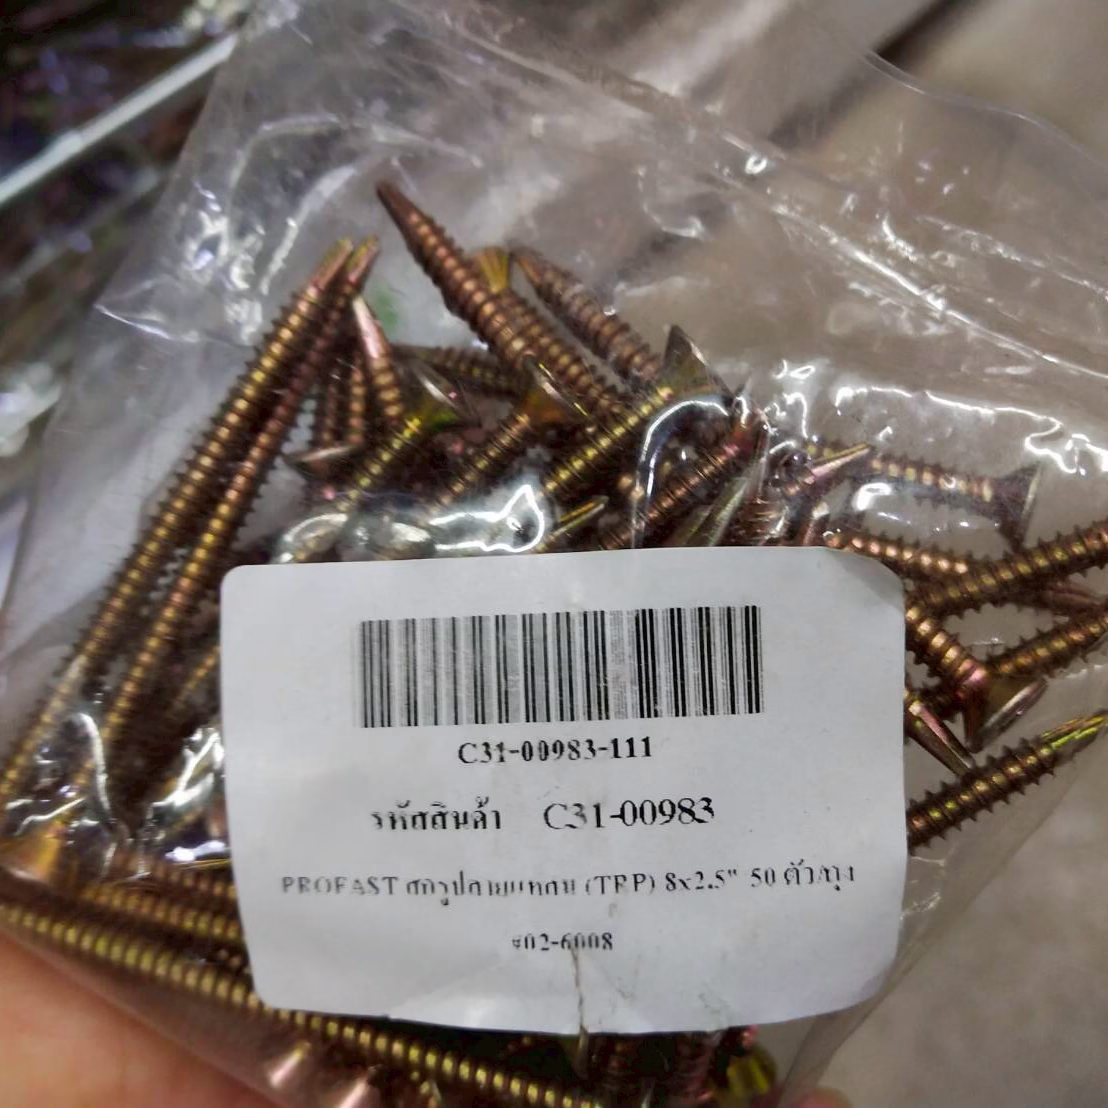 C31-00983-111
รหัสสินค้า C31-00983
PROFAST สกรูปลายแหลม (TRP) 8x2.5" 50 ตัว/ถุง
#02-6008